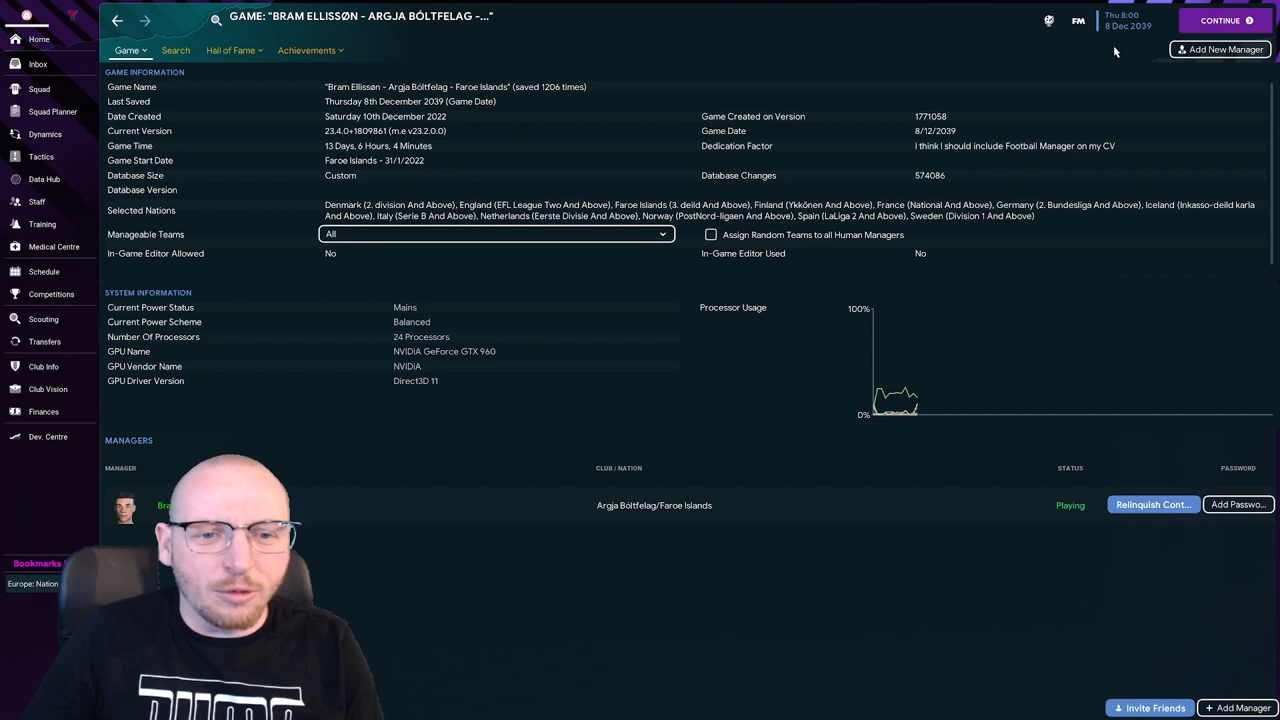 GAME: "BRAM ELLISSØN - ARGJA BÓLTFELAG -..."
Thu 8:00
8 Dec 2039
FM
CONTINUE
Add New Manager
Game
Search
Hall of Fame
Achievements
Home
Inbox
Squad
Squad Planner
Dynamics
Tactics
Data Hub
Staff
Training
Medical Centre
Schedule
Competitions
Scouting
Transfers
Club Info
Club Vision
Finances
Dev. Centre
Bookmarks
Europe: Nation
GAME INFORMATION
Game Name "Bram Ellissøn - Argja Bóltfelag - Faroe Islands" (saved 1206 times)
Last Saved Thursday 8th December 2039 (Game Date)
Date Created Saturday 10th December 2022 Game Created on Version 1771058
Current Version 23.4.0+1809861 (m.e v23.2.0.0) Game Date 8/12/2039
Game Time 13 Days, 6 Hours, 4 Minutes Dedication Factor I think I should include Football Manager on my CV
Game Start Date Faroe Islands - 31/1/2022
Database Size Custom Database Changes 574086
Database Version
Selected Nations Denmark (2. division And Above), England (EFL League Two And Above), Faroe Islands (3. deild And Above), Finland (Ykkönen And Above), France (National And Above), Germany (2. Bundesliga And Above), Iceland (Inkasso-deild karla
And Above), Italy (Serie B And Above), Netherlands (Eerste Divisie And Above), Norway (PostNord-ligaen And Above), Spain (LaLiga 2 And Above), Sweden (Division 1 And Above)
Manageable Teams All Assign Random Teams to all Human Managers
In-Game Editor Allowed No In-Game Editor Used No
SYSTEM INFORMATION
Current Power Status Mains Processor Usage 100%
Current Power Scheme Balanced
Number Of Processors 24 Processors
GPU Name NVIDIA GeForce GTX 960
GPU Vendor Name NVIDIA
GPU Driver Version Direct3D 11
0%
MANAGERS
MANAGER CLUB / NATION STATUS PASSWORD
Bra Argja Bóltfelag/Faroe Islands Playing Relinquish Cont... Add Passwo...
Invite Friends + Add Manager